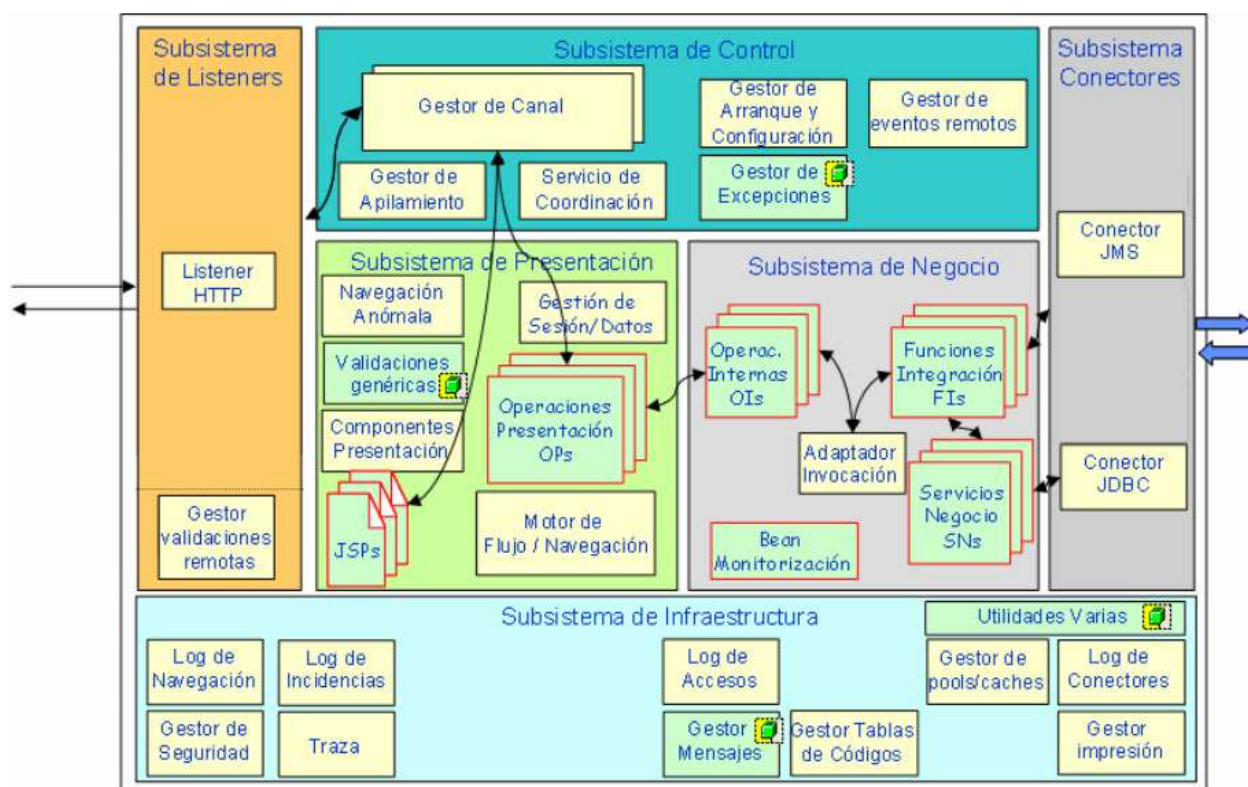 Subsistema
de Listeners
Listener
HTTP
Gestor
validaciones
remotas
Subsistema de Control
Gestor de Canal
Gestor de
Apilamiento
Servicio de
Coordinación
Gestor de
Arranque y
Configuración
Gestor de
eventos remotos
Gestor de
Excepciones
Subsistema
Conectores
Conector
JMS
Conector
JDBC
Subsistema de Presentación
Navegación
Anómala
Gestión de
Sesión/Datos
Validaciones
genéricas
Operaciones
Presentación
OPs
Componentes
Presentación
JSPs
Motor de
Flujo / Navegación
Subsistema de Negocio
Operac.
Internas
OIs
Funciones
Integración
FIs
Adaptador
Invocación
Servicios
Negocio
SNs
Bean
Monitorización
Subsistema de Infraestructura
Utilidades Varias
Log de
Navegación
Log de
Incidencias
Log de
Accesos
Gestor de
pools/caches
Log de
Conectores
Gestor de
Seguridad
Traza
Gestor
Mensajes
Gestor Tablas
de Códigos
Gestor
impresión